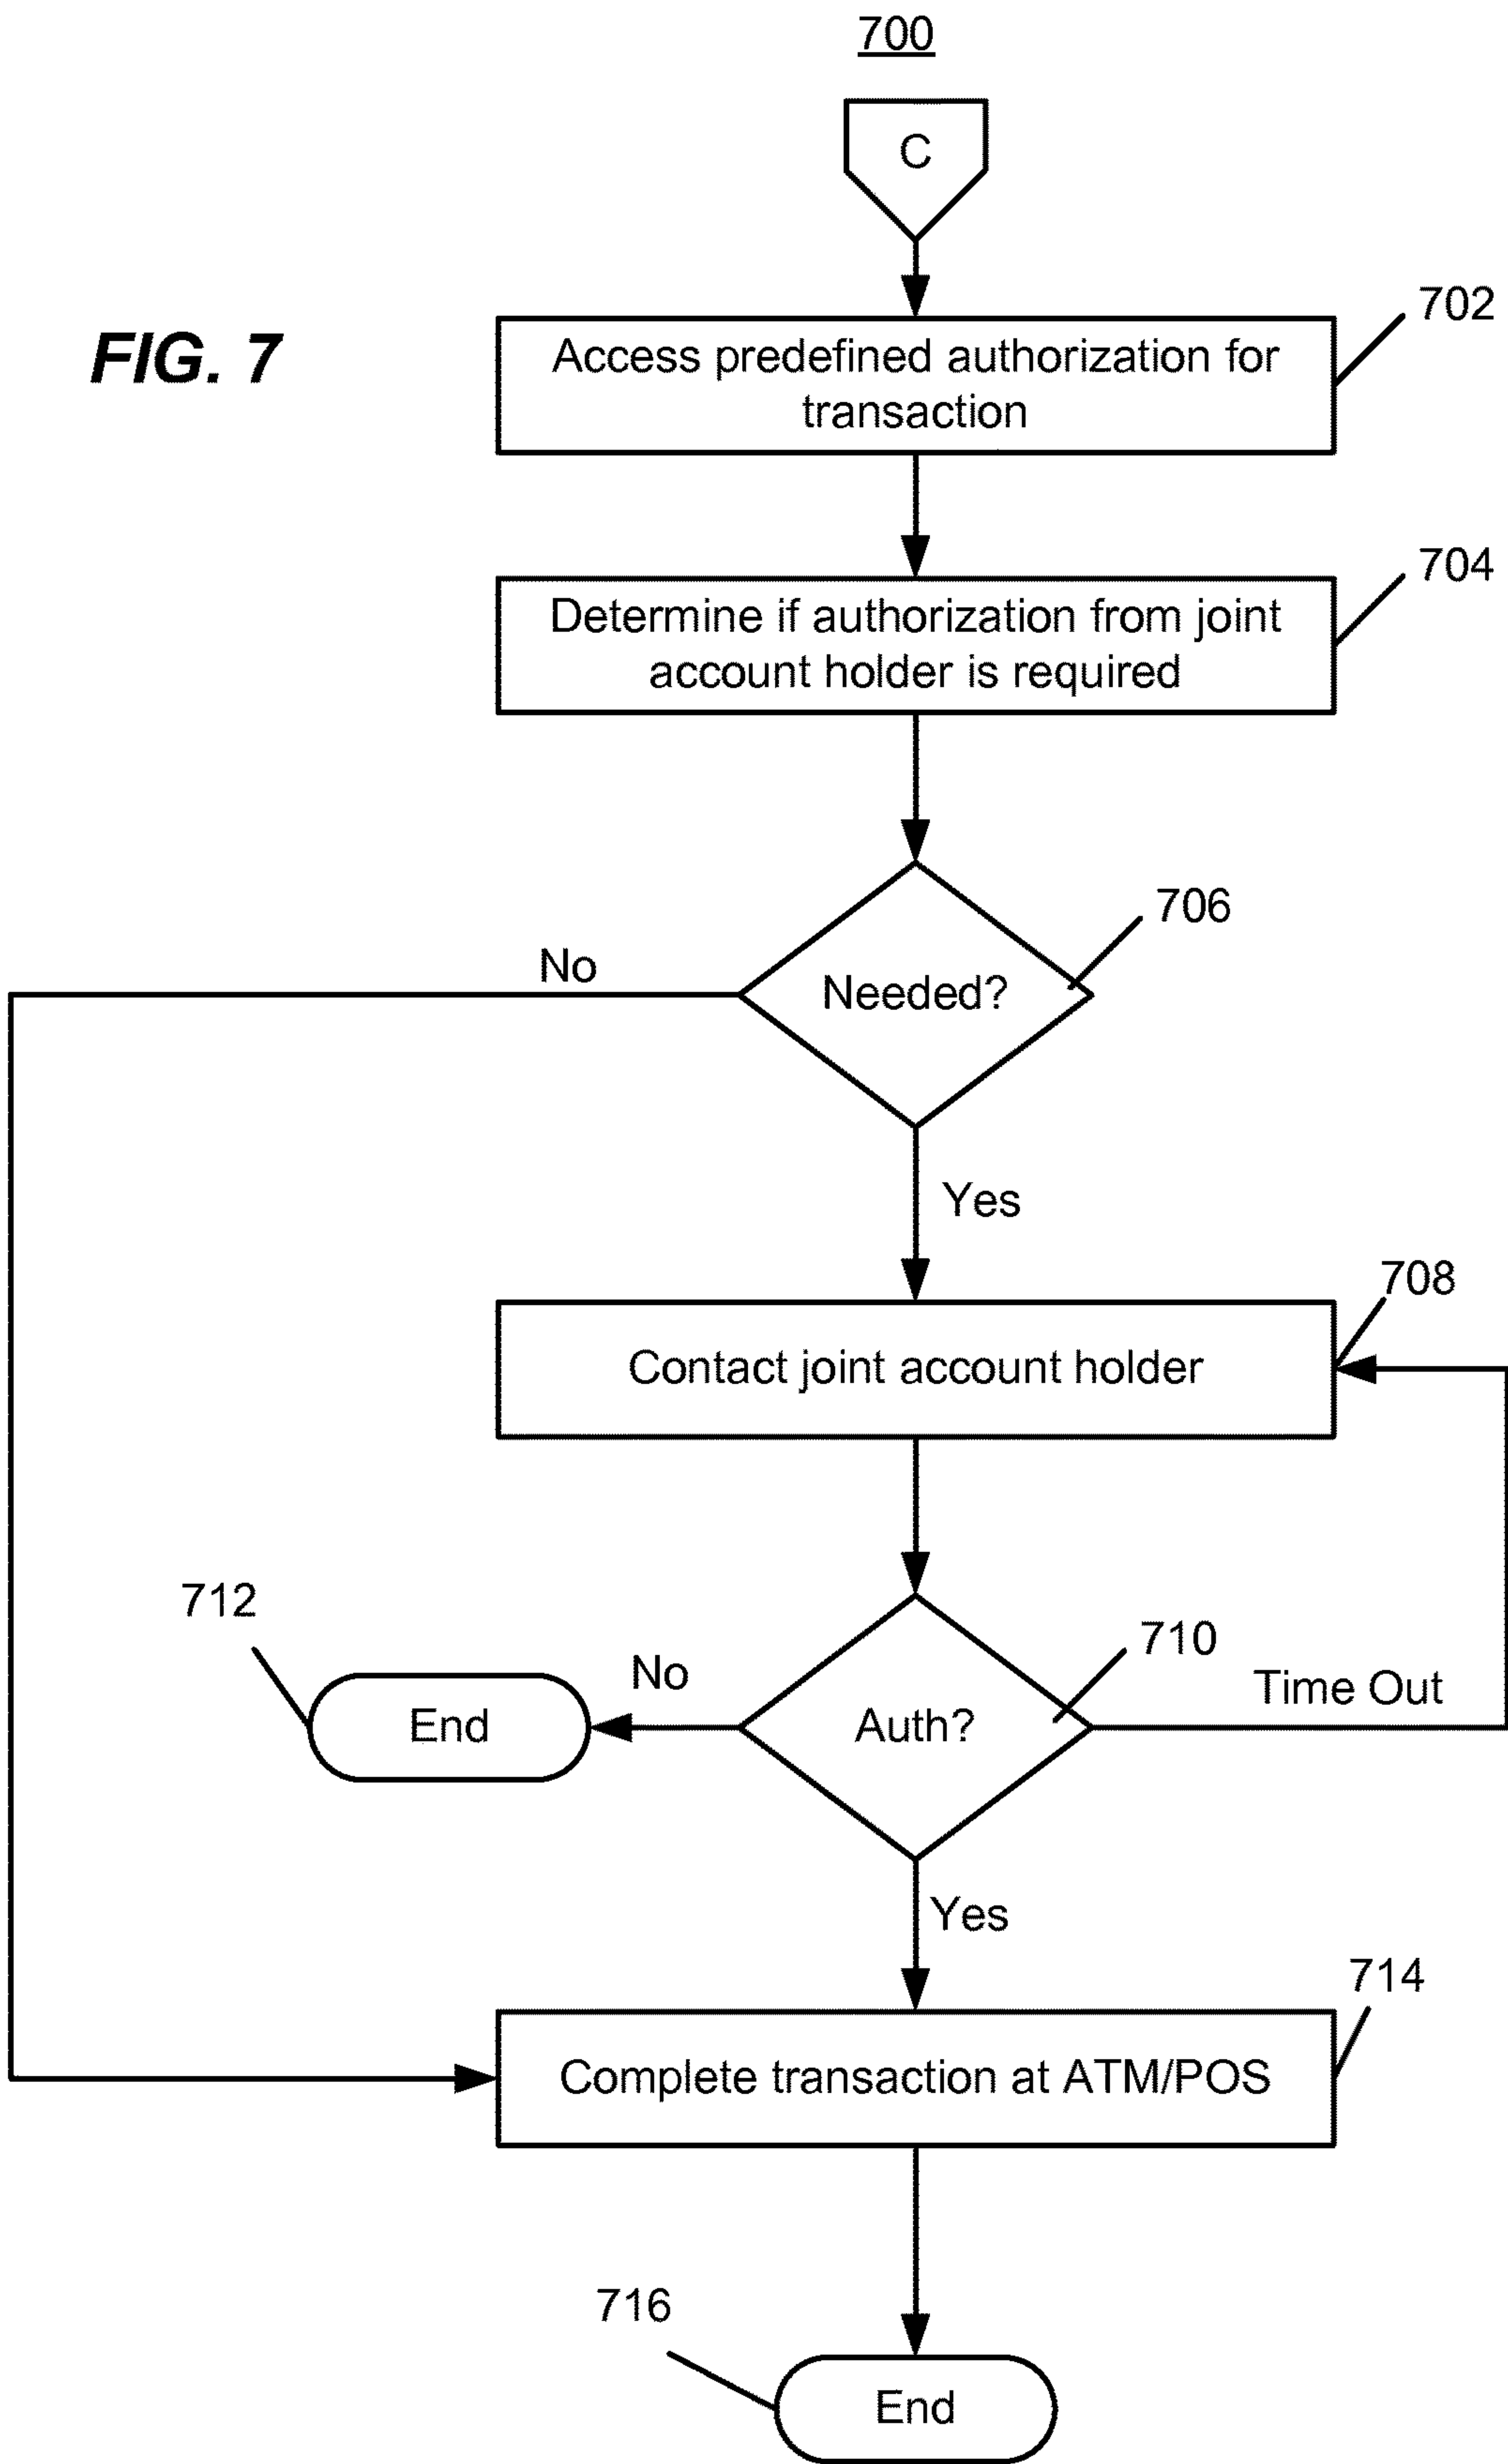 700
C
FIG. 7
702
Access predefined authorization for
transaction
704
Determine if authorization from joint
account holder is required
706
No
Needed?
Yes
708
Contact joint account holder
712
710
No
Time Out
End
Auth?
Yes
714
Complete transaction at ATM/POS
716
End